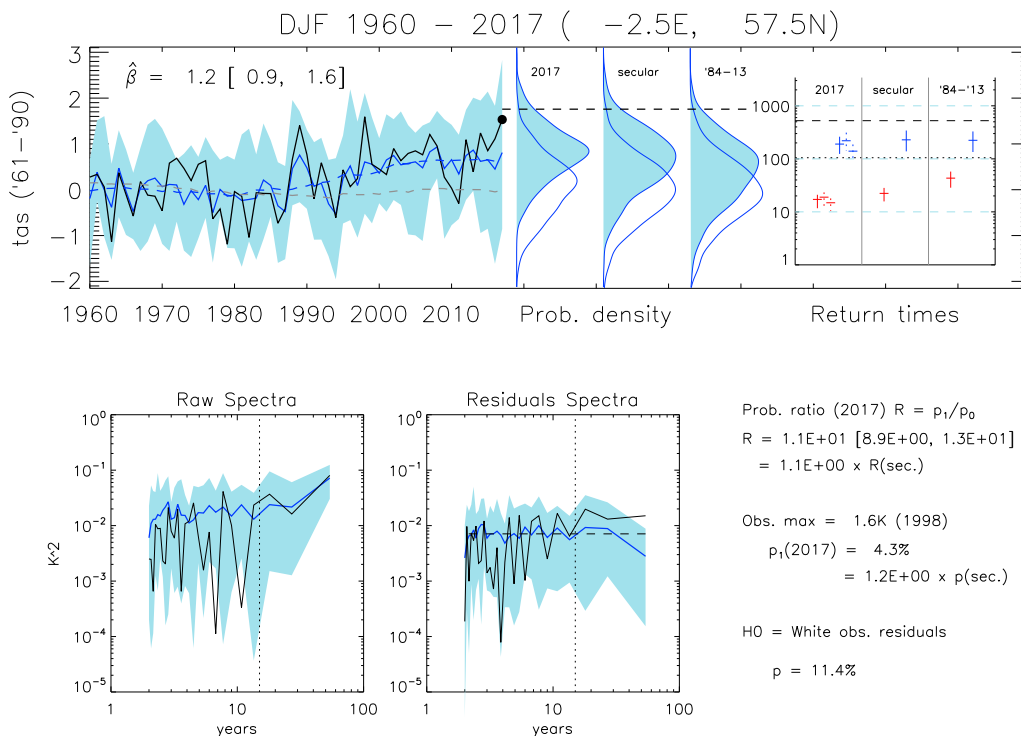 DJF 1960 - 2017 ( -2.5E, 57.5N)
β̂ = 1.2 [ 0.9, 1.6]
tas ('61-'90)
3
2
1
0
-1
-2
1960 1970 1980 1990 2000 2010
2017 secular '84-13
Prob. density
2017 secular '84-'13
1000
100
10
1
Return times
Raw Spectra
K^2
10^0
10^-1
10^-2
10^-3
10^-4
10^-5
1 10 100
years
Residuals Spectra
10^0
10^-1
10^-2
10^-3
10^-4
10^-5
1 10 100
years
Prob. ratio (2017) R = p₁/p₀
R = 1.1E+01 [8.9E+00, 1.3E+01]
= 1.1E+00 x R(sec.)
Obs. max = 1.6K (1998)
p₁(2017) = 4.3%
= 1.2E+00 x p(sec.)
H0 = White obs. residuals
p = 11.4%